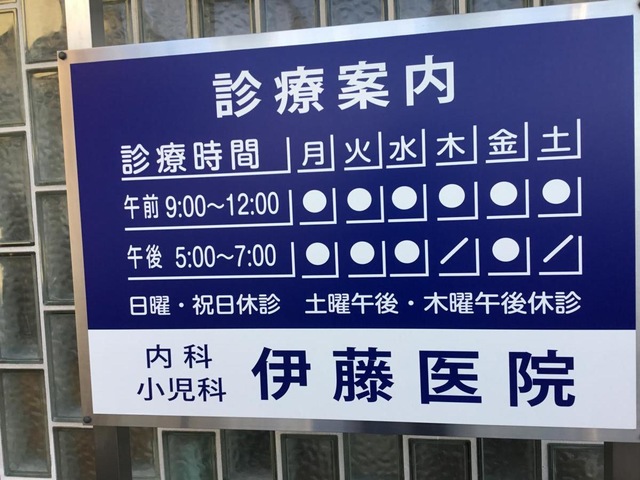 診療案内
診療時間 月 火 水 木 金 土
午前 9:00〜12:00 ● ● ● ● ● ●
午後 5:00〜7:00 ● ● ● ／ ● ／
日曜・祝日休診 土曜午後・木曜午後休診
内科
小児科
伊藤医院